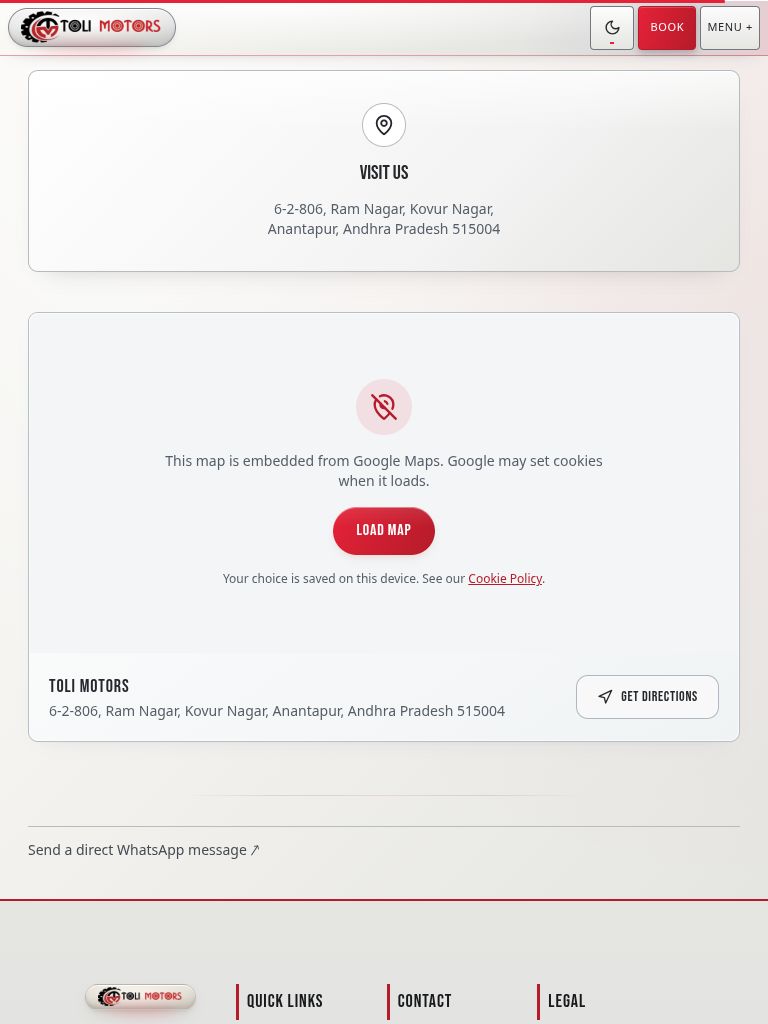 TOLI MOTORS
BOOK
MENU +
VISIT US
6-2-806, Ram Nagar, Kovur Nagar,
Anantapur, Andhra Pradesh 515004
This map is embedded from Google Maps. Google may set cookies
when it loads.
LOAD MAP
Your choice is saved on this device. See our Cookie Policy.
TOLI MOTORS
6-2-806, Ram Nagar, Kovur Nagar, Anantapur, Andhra Pradesh 515004
GET DIRECTIONS
Send a direct WhatsApp message ↗
TOLI MOTORS
QUICK LINKS
CONTACT
LEGAL